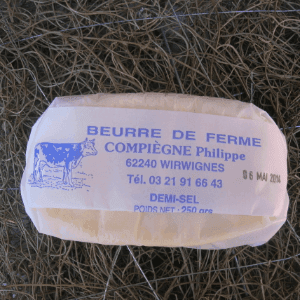 BEURRE DE FERME
COMPIÈGNE Philippe
62240 WIRWIGNES
06 MAI 2014
Tél. 03 21 91 66 43
DEMI-SEL
POIDS NET : 250 grs